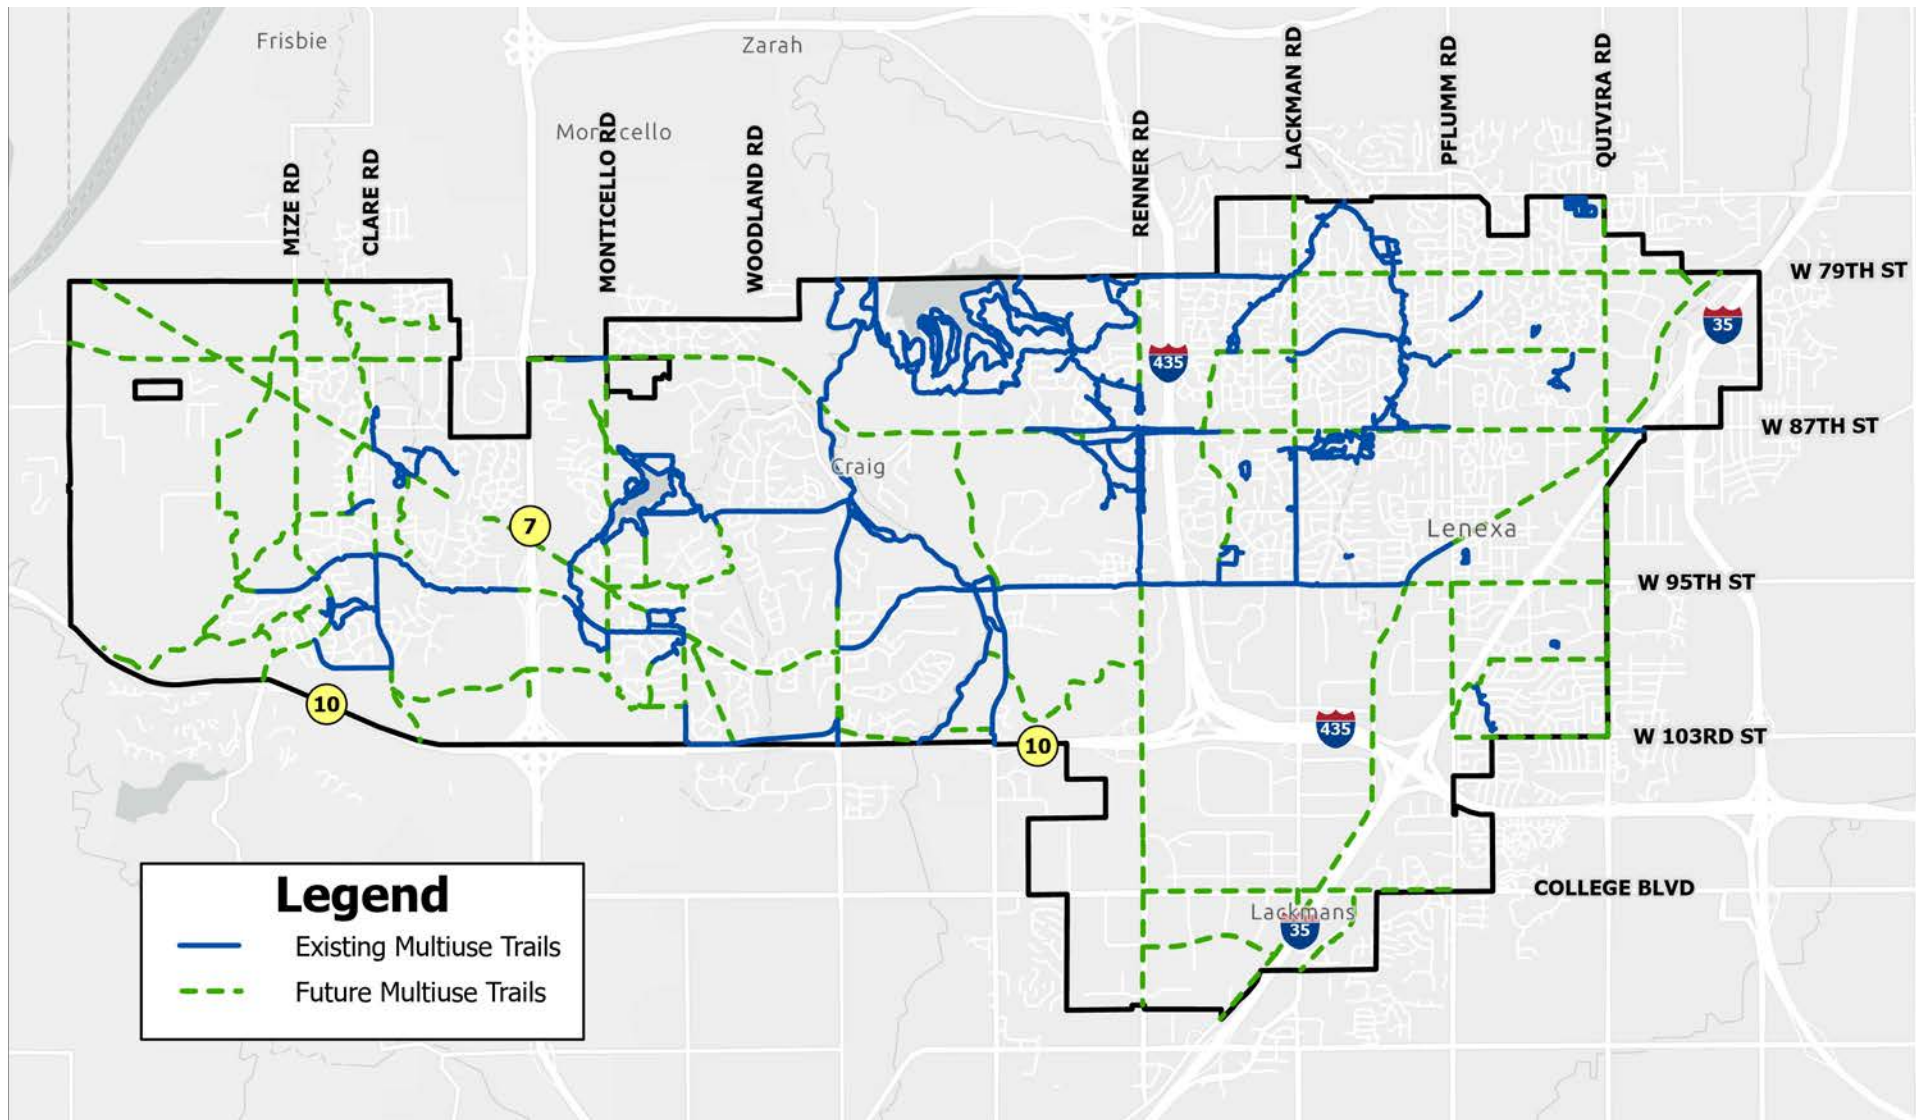 Frisbie
Zarah
Monticello
MIZE RD
CLARE RD
MONTICELLO RD
WOODLAND RD
RENNER RD
LACKMAN RD
PFLUMM RD
QUIVIRA RD
W 79TH ST
35
435
W 87TH ST
Craig
7
Lenexa
W 95TH ST
10
435
W 103RD ST
10
COLLEGE BLVD
Lackmans
35
Legend
Existing Multiuse Trails
Future Multiuse Trails